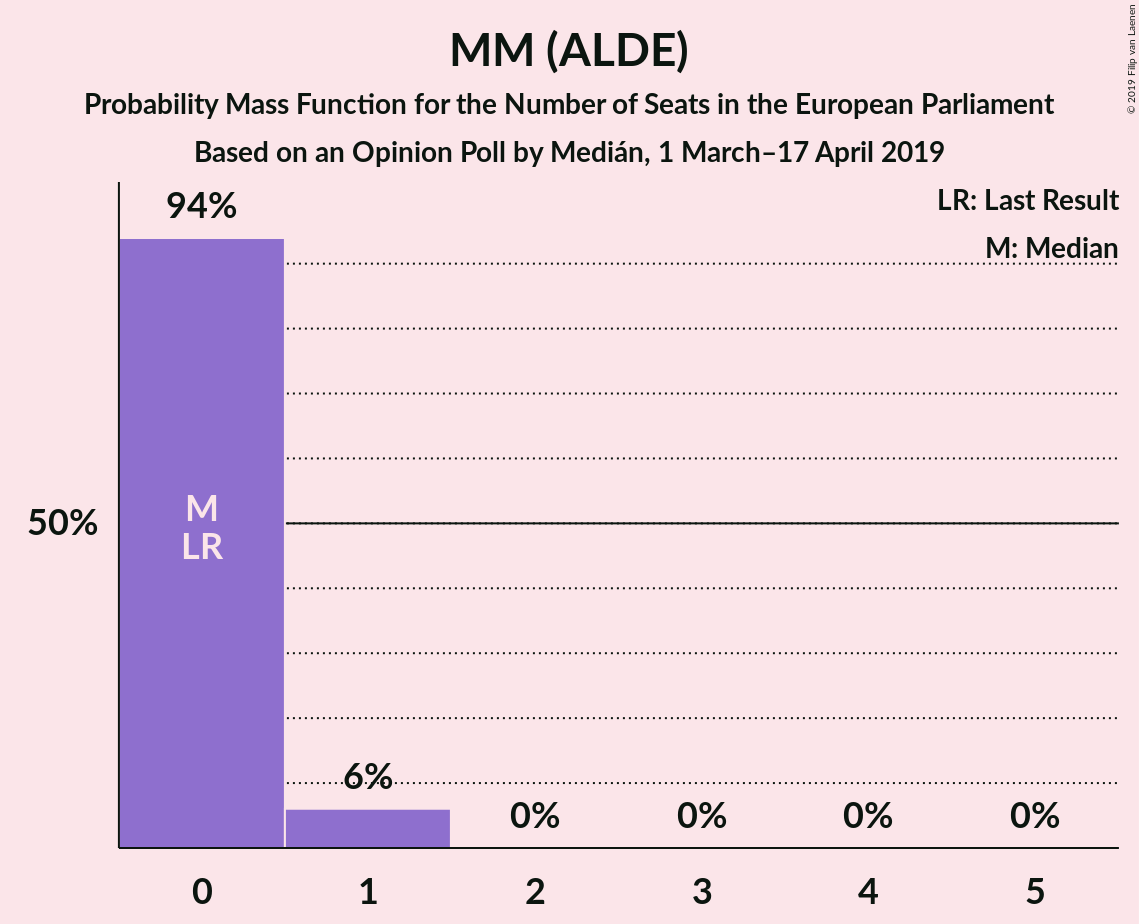 MM (ALDE)
Probability Mass Function for the Number of Seats in the European Parliament
Based on an Opinion Poll by Medián, 1 March–17 April 2019
© 2019 Filip van Laenen
LR: Last Result
M: Median
94%
50%
M
LR
6%
0%
0%
0%
0%
0
1
2
3
4
5